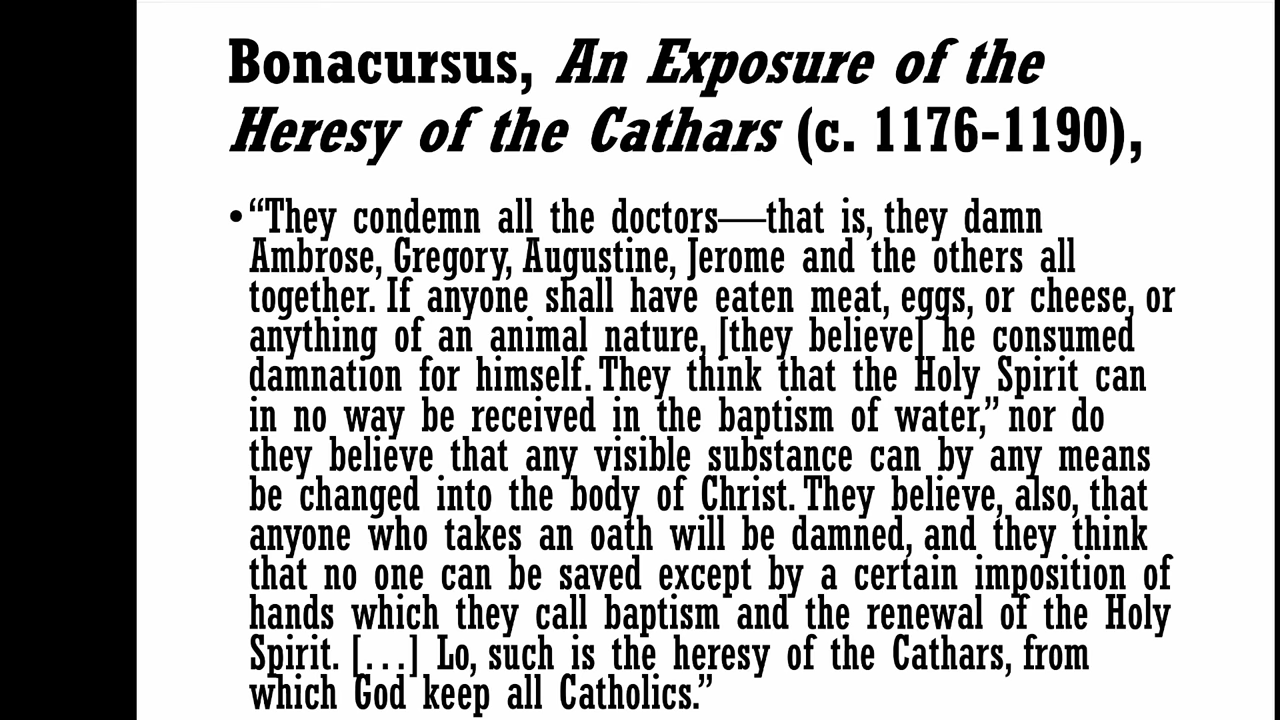 Bonacursus, An Exposure of the
Heresy of the Cathars (c. 1176-1190),
•“They condemn all the doctors—that is, they damn
Ambrose, Gregory, Augustine, Jerome and the others all
together. If anyone shall have eaten meat, eggs, or cheese, or
anything of an animal nature, [they believe[ he consumed
damnation for himself. They think that the Holy Spirit can
in no way be received in the baptism of water,” nor do
they believe that any visible substance can by any means
be changed into the body of Christ. They believe, also, that
anyone who takes an oath will be damned, and they think
that no one can be saved except by a certain imposition of
hands which they call baptism and the renewal of the Holy
Spirit. […] Lo, such is the heresy of the Cathars, from
which God keep all Catholics.”